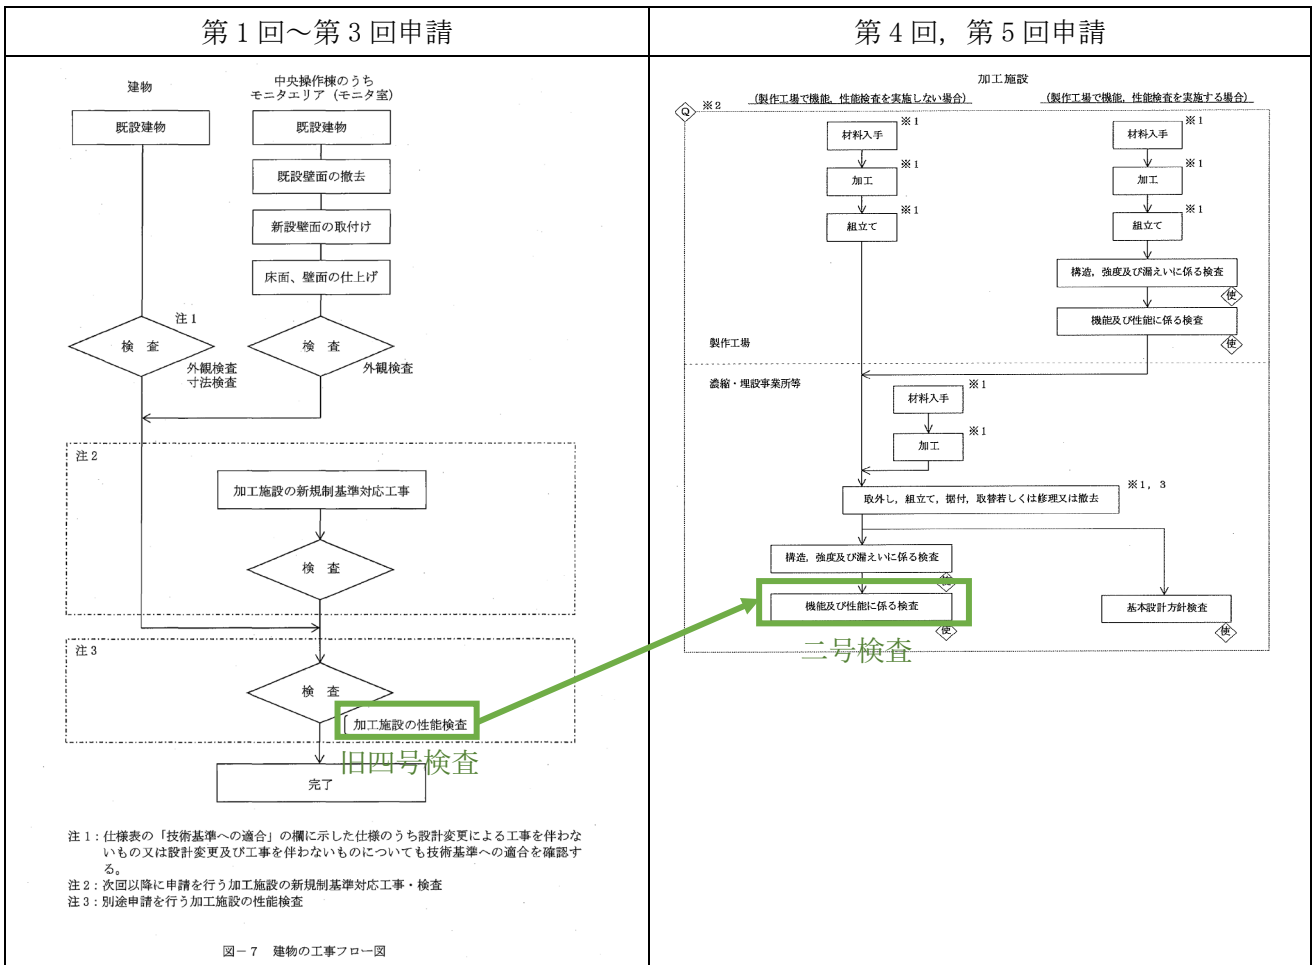 第1回~第3回申請
建物
中央操作棟のうち
モニタエリア(モニタ室)
既設建物
既設建物
既設壁面の撤去
新設壁面の取付け
床面、壁面の仕上げ
注1
検 査
外観検査
寸法検査
検 査
外観検査
注2
加工施設の新規制基準対応工事
検 査
注3
検 査
加工施設の性能検査
旧四号検査
完了
注1:仕様表の「技術基準への適合」の欄に示した仕様のうち設計変更による工事を伴わな
いもの又は設計変更及び工事を伴わないものについても技術基準への適合を確認す
る。
注2:次回以降に申請を行う加工施設の新規制基準対応工事・検査
注3:別途申請を行う加工施設の性能検査
図-7 建物の工事フロー図
第4回,第5回申請
加工施設
(製作工場で機能,性能検査を実施しない場合)
(製作工場で機能,性能検査を実施する場合)
Q
※2
材料入手
※1
加工
※1
組立て
※1
材料入手
※1
加工
※1
組立て
※1
構造,強度及び漏えいに係る検査
使
機能及び性能に係る検査
使
製作工場
濃縮・埋設事業所等
材料入手
※1
加工
※1
取外し,組立て,据付,取替若しくは修理又は撤去
※1,3
構造,強度及び漏えいに係る検査
使
機能及び性能に係る検査
使
二号検査
基本設計方針検査
使